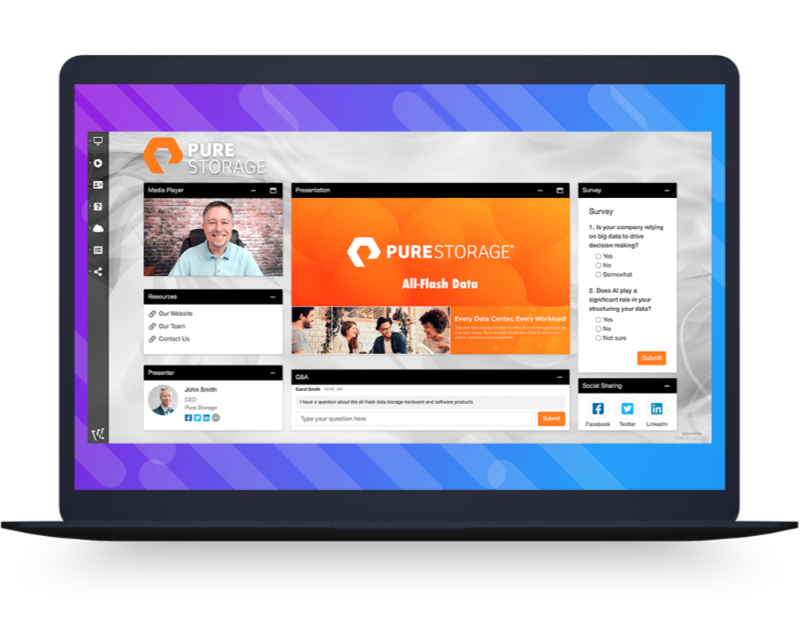 PURE
STORAGE
Media Player
Resources
Our Website
Our Team
Contact Us
Presenter
John Smith
CEO
Pure Storage
Presentation
PURESTORAGE
All-Flash Data
Every Data Center, Every Workload
Q&A
Carol Smith
I have a question about the all-flash data storage hardware and software products
Type your question here
Submit
Survey
Survey
1. Is your company relying
on big data to drive
decision making?
Yes
No
Somewhat
2. Does AI play a
significant role in your
structuring your data?
Yes
No
Not sure
Submit
Social Sharing
Facebook
Twitter
LinkedIn